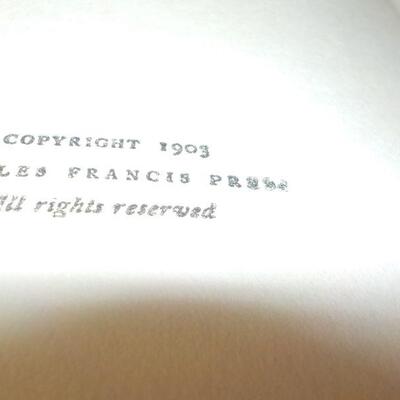 COPYRIGHT 1903
LES FRANCIS PRESS
All rights reserved